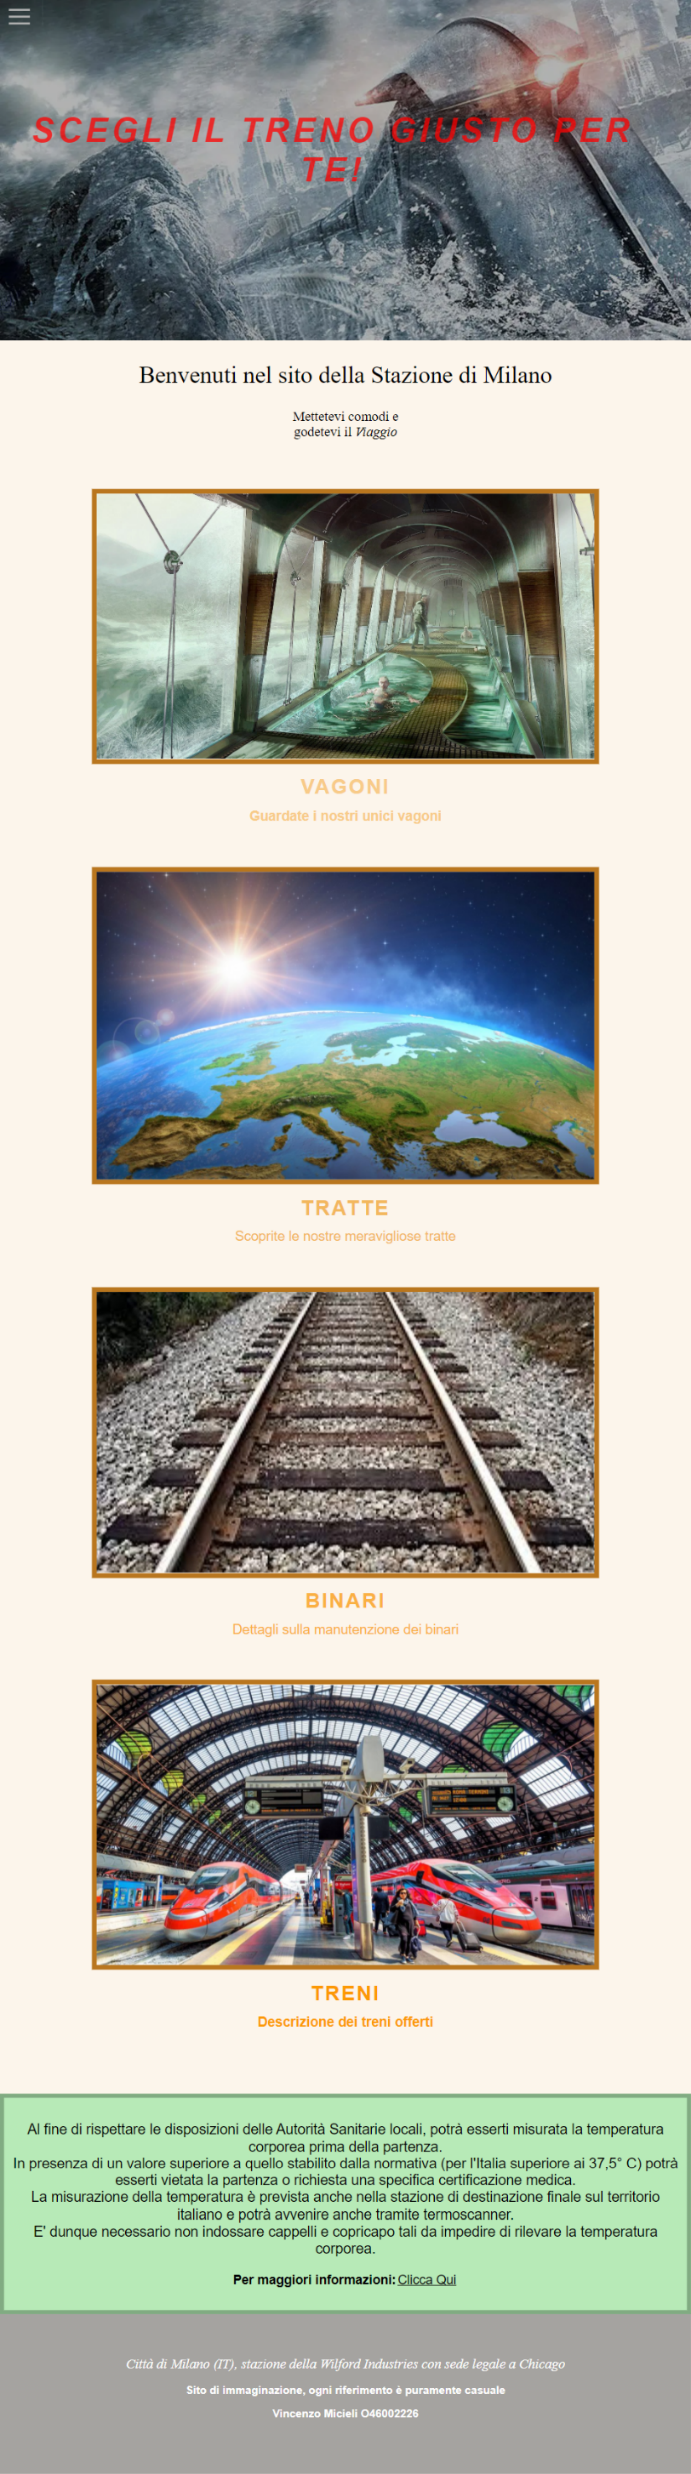 SCEGLI IL TRENO GIUSTO PER
TE!
Benvenuti nel sito della Stazione di Milano
Mettetevi comodi e
godetevi il Viaggio
VAGONI
Guardate i nostri unici vagoni
TRATTE
Scoprite le nostre meravigliose tratte
BINARI
Dettagli sulla manutenzione dei binari
TRENI
Descrizione dei treni offerti
Al fine di rispettare le disposizioni delle Autorità Sanitarie locali, potrà esserti misurata la temperatura
corporea prima della partenza.
In presenza di un valore superiore a quello stabilito dalla normativa (per l'Italia superiore ai 37,5° C) potrà
esserti vietata la partenza o richiesta una specifica certificazione medica.
La misurazione della temperatura è prevista anche nella stazione di destinazione finale sul territorio
italiano e potrà avvenire anche tramite termoscanner.
E' dunque necessario non indossare cappelli e copricapo tali da impedire di rilevare la temperatura
corporea.
Per maggiori informazioni: Clicca Qui
Città di Milano (IT), stazione della Wilford Industries con sede legale a Chicago
Sito di immaginazione, ogni riferimento è puramente casuale
Vincenzo Micieli O46002226